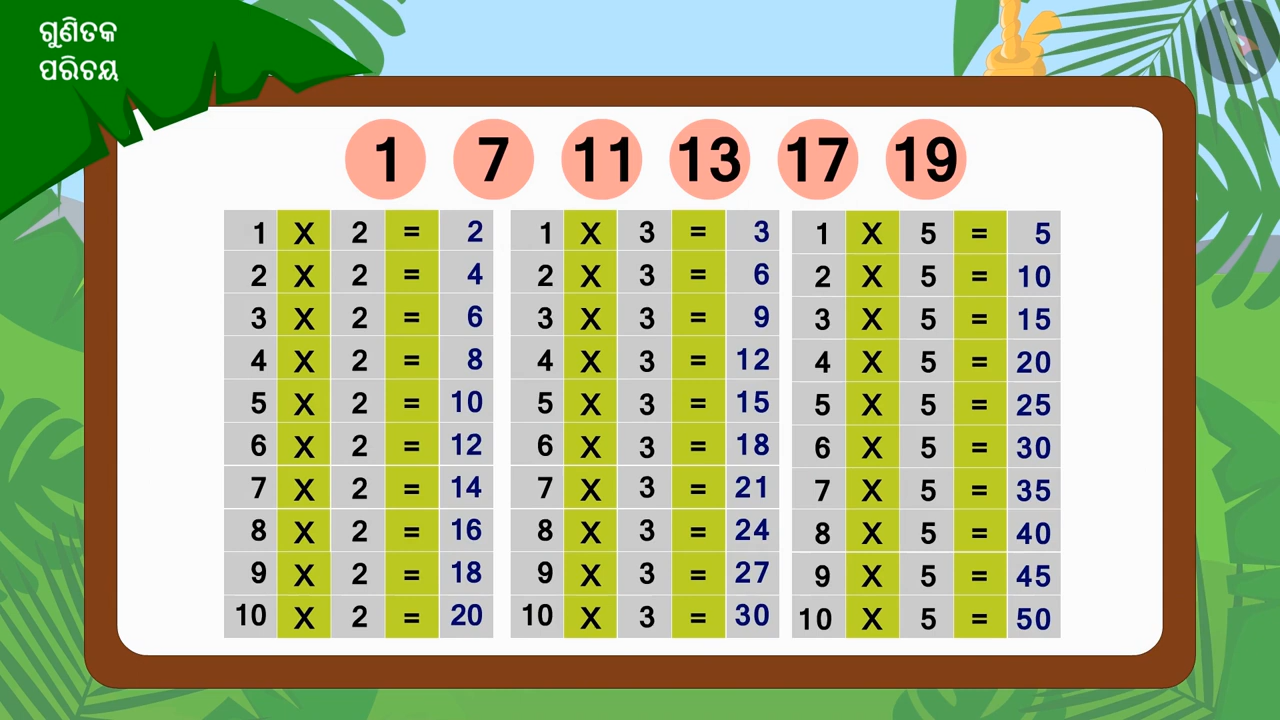 ଗୁଣିତକ
ପରିଚୟ
1 7 11 13 17 19
1 X 2 = 2 1 X 3 = 3 1 X 5 = 5
2 X 2 = 4 2 X 3 = 6 2 X 5 = 10
3 X 2 = 6 3 X 3 = 9 3 X 5 = 15
4 X 2 = 8 4 X 3 = 12 4 X 5 = 20
5 X 2 = 10 5 X 3 = 15 5 X 5 = 25
6 X 2 = 12 6 X 3 = 18 6 X 5 = 30
7 X 2 = 14 7 X 3 = 21 7 X 5 = 35
8 X 2 = 16 8 X 3 = 24 8 X 5 = 40
9 X 2 = 18 9 X 3 = 27 9 X 5 = 45
10 X 2 = 20 10 X 3 = 30 10 X 5 = 50